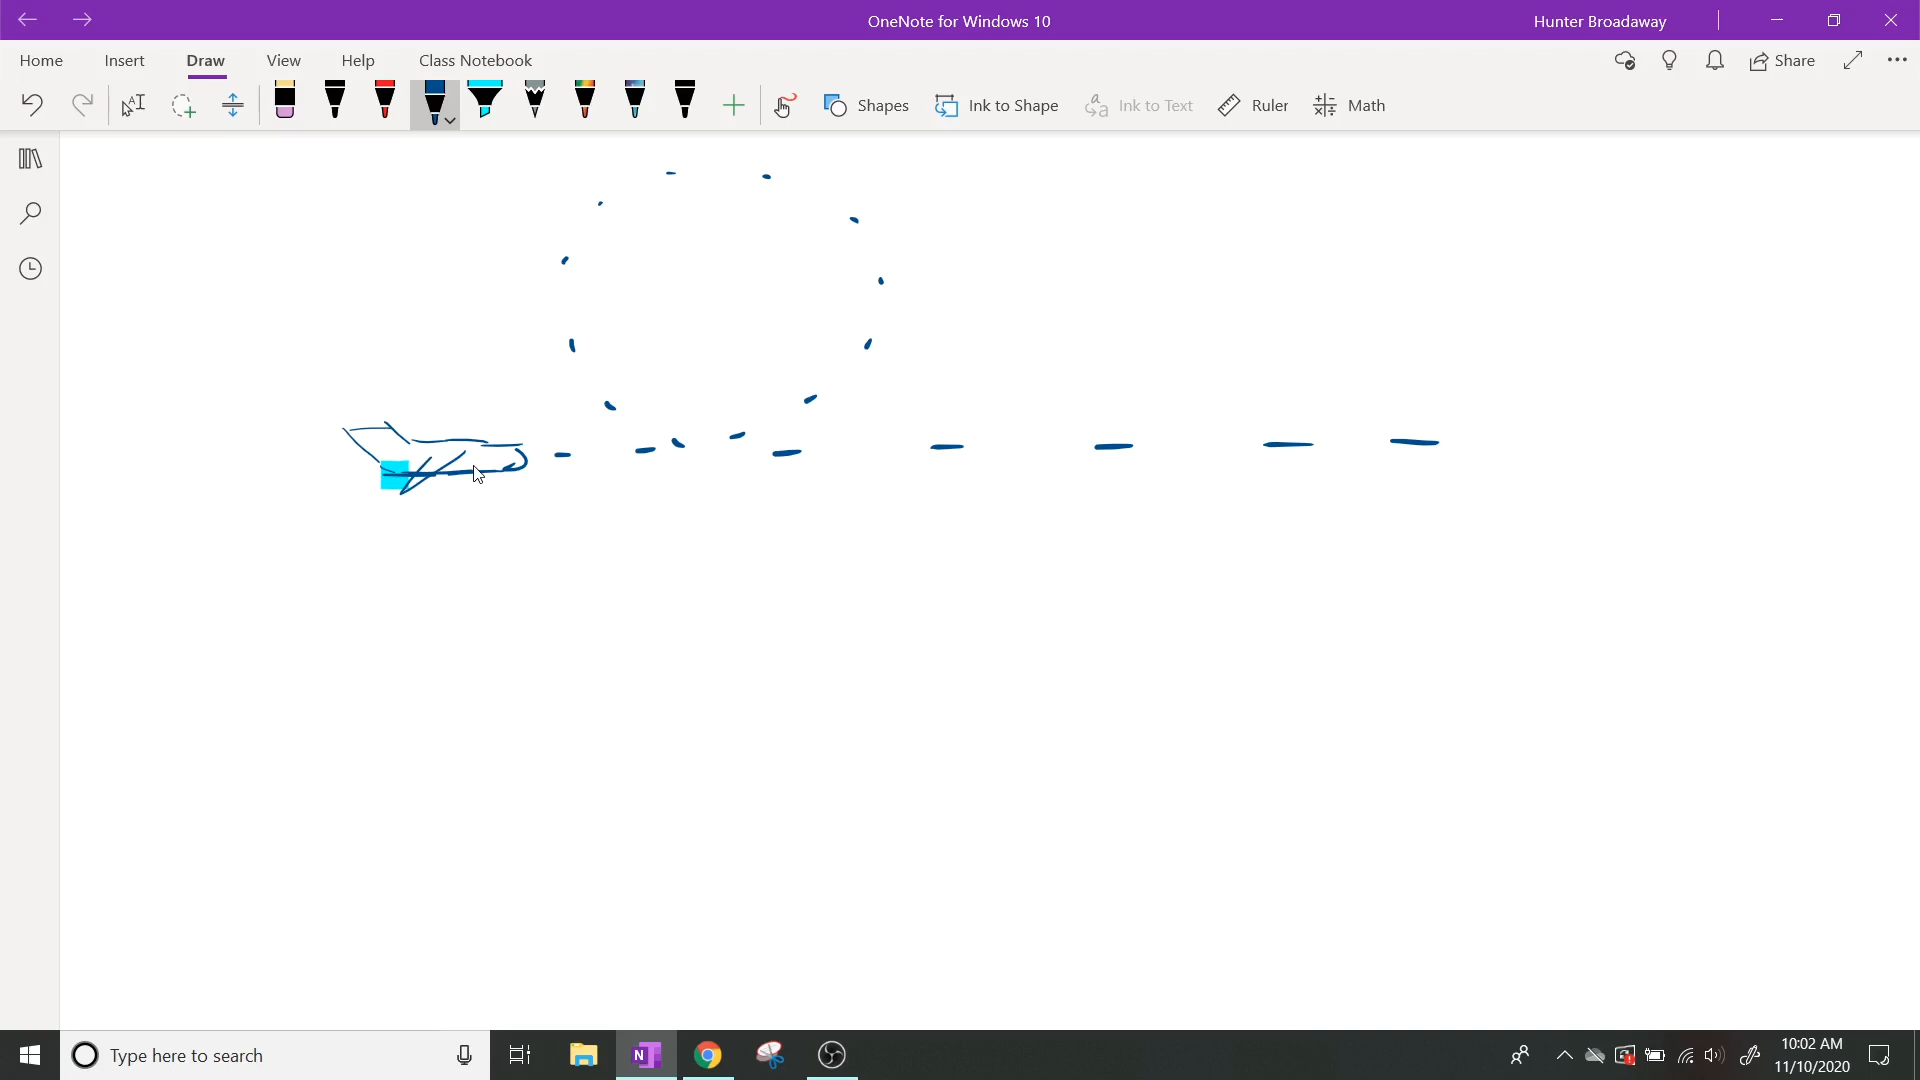 OneNote for Windows 10
Hunter Broadaway
Home Insert Draw View Help Class Notebook
Share
Shapes Ink to Shape Ink to Text Ruler Math
Type here to search
10:02 AM
11/10/2020